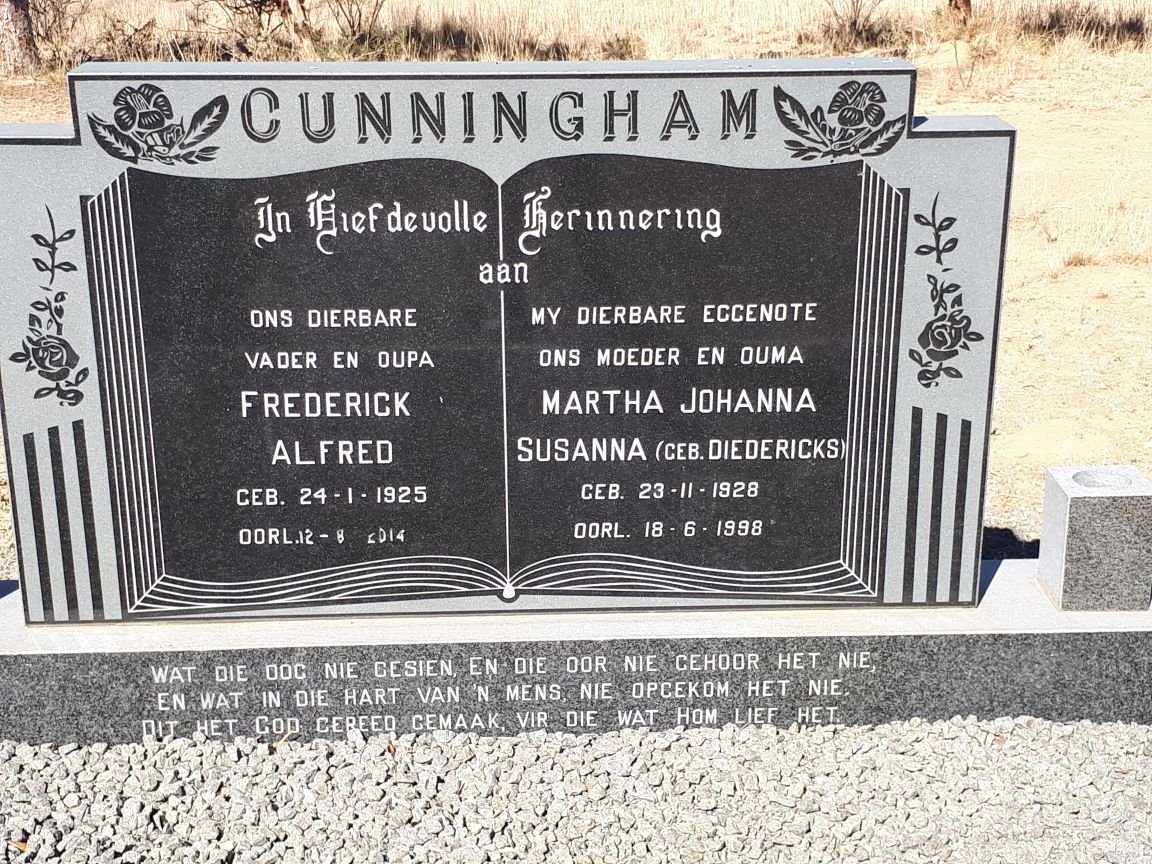 CUNNINGHAM
In Liefdevolle Herinnering
aan
ONS DIERBARE
VADER EN OUPA
FREDERICK
ALFRED
GEB. 24-1-1925
OORL. 12-8 2014
MY DIERBARE EGGENOTE
ONS MOEDER EN OUMA
MARTHA JOHANNA
SUSANNA (GEB. DIEDERICKS)
GEB. 23-11-1928
OORL. 18-6-1998
WAT DIE OOG NIE GESIEN, EN DIE OOR NIE GEHOOR HET NIE,
EN WAT IN DIE HART VAN 'N MENS, NIE OPGEKOM HET NIE.
DIT HET GOD GEREED GEMAAK, VIR DIE WAT HOM LIEF HET.